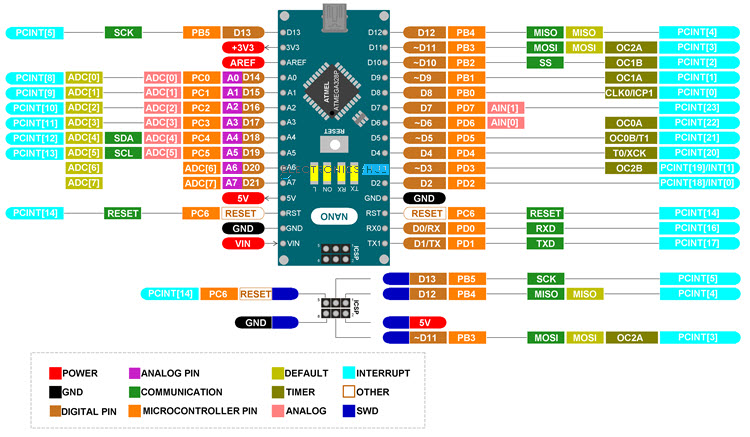 PCINT[5] SCK PB5 D13 D13 D12 D12 PB4 MISO MISO PCINT[4]
+3V3 3V3 D11 ~D11 PB3 MOSI MOSI OC2A PCINT[3]
AREF AREF D10 ~D10 PB2 SS OC1B PCINT[2]
PCINT[8] ADC[0] ADC[0] PC0 A0 D14 A0 D9 ~D9 PB1 OC1A PCINT[1]
PCINT[9] ADC[1] ADC[1] PC1 A1 D15 A1 D8 D8 PB0 CLK0/ICP1 PCINT[0]
PCINT[10] ADC[2] ADC[2] PC2 A2 D16 A2 D7 D7 PD7 AIN[1] PCINT[23]
PCINT[11] ADC[3] ADC[3] PC3 A3 D17 A3 D6 ~D6 PD6 AIN[0] OC0A PCINT[22]
PCINT[12] ADC[4] SDA ADC[4] PC4 A4 D18 A4 D5 ~D5 PD5 OC0B/T1 PCINT[21]
PCINT[13] ADC[5] SCL ADC[5] PC5 A5 D19 A5 D4 D4 PD4 T0/XCK PCINT[20]
ADC[6] ADC[6] A6 D20 A6 ~D3 PD3 OC2B PCINT[19]/INT[1]
ADC[7] ADC[7] A7 D21 A7 D2 D2 PD2 PCINT[18]/INT[0]
5V 5V GND GND
PCINT[14] RESET PC6 RESET RST RST RESET PC6 RESET PCINT[14]
GND GND RX0 D0/RX PD0 RXD PCINT[16]
VIN VIN TX1 D1/TX PD1 TXD PCINT[17]
ATMEL
ATMEGA328P
RESET
L ON RX TX
NANO
ICSP
D13 PB5 SCK PCINT[5]
PCINT[14] PC6 RESET D12 PB4 MISO MISO PCINT[4]
ICSP
GND 5V
~D11 PB3 MOSI MOSI OC2A PCINT[3]
POWER ANALOG PIN DEFAULT INTERRUPT
GND COMMUNICATION TIMER OTHER
DIGITAL PIN MICROCONTROLLER PIN ANALOG SWD